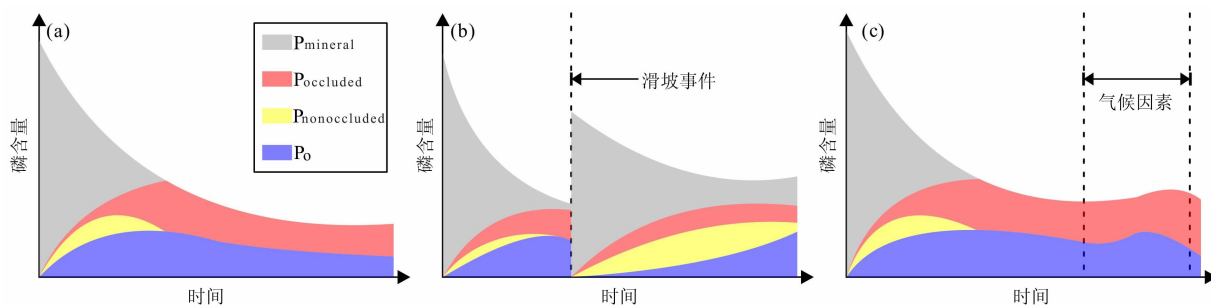 (a)
Pmineral
Poccluded
Pnonoccluded
Po
磷含量
时间
(b)
滑坡事件
磷含量
时间
(c)
气候因素
磷含量
时间